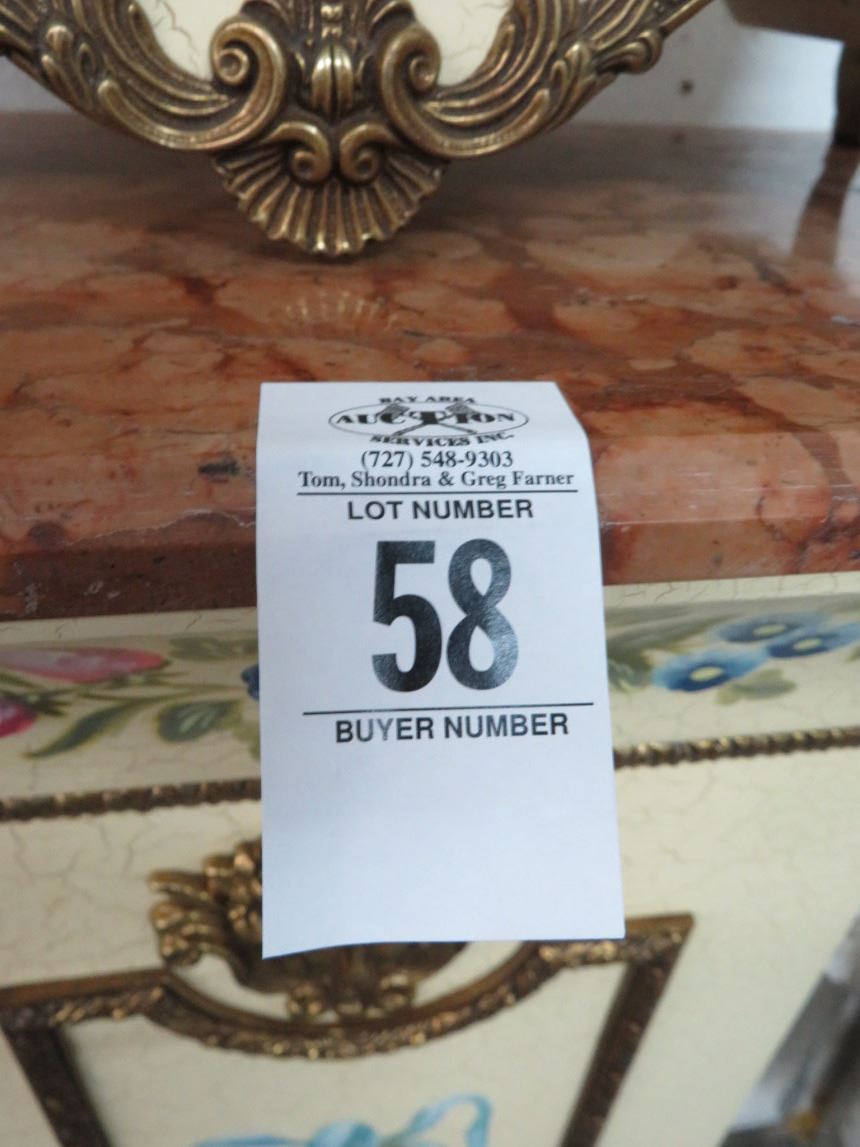 BAY AREA
AUCTION
SERVICES INC.
(727) 548-9303
Tom, Shondra & Greg Farner
LOT NUMBER
58
BUYER NUMBER